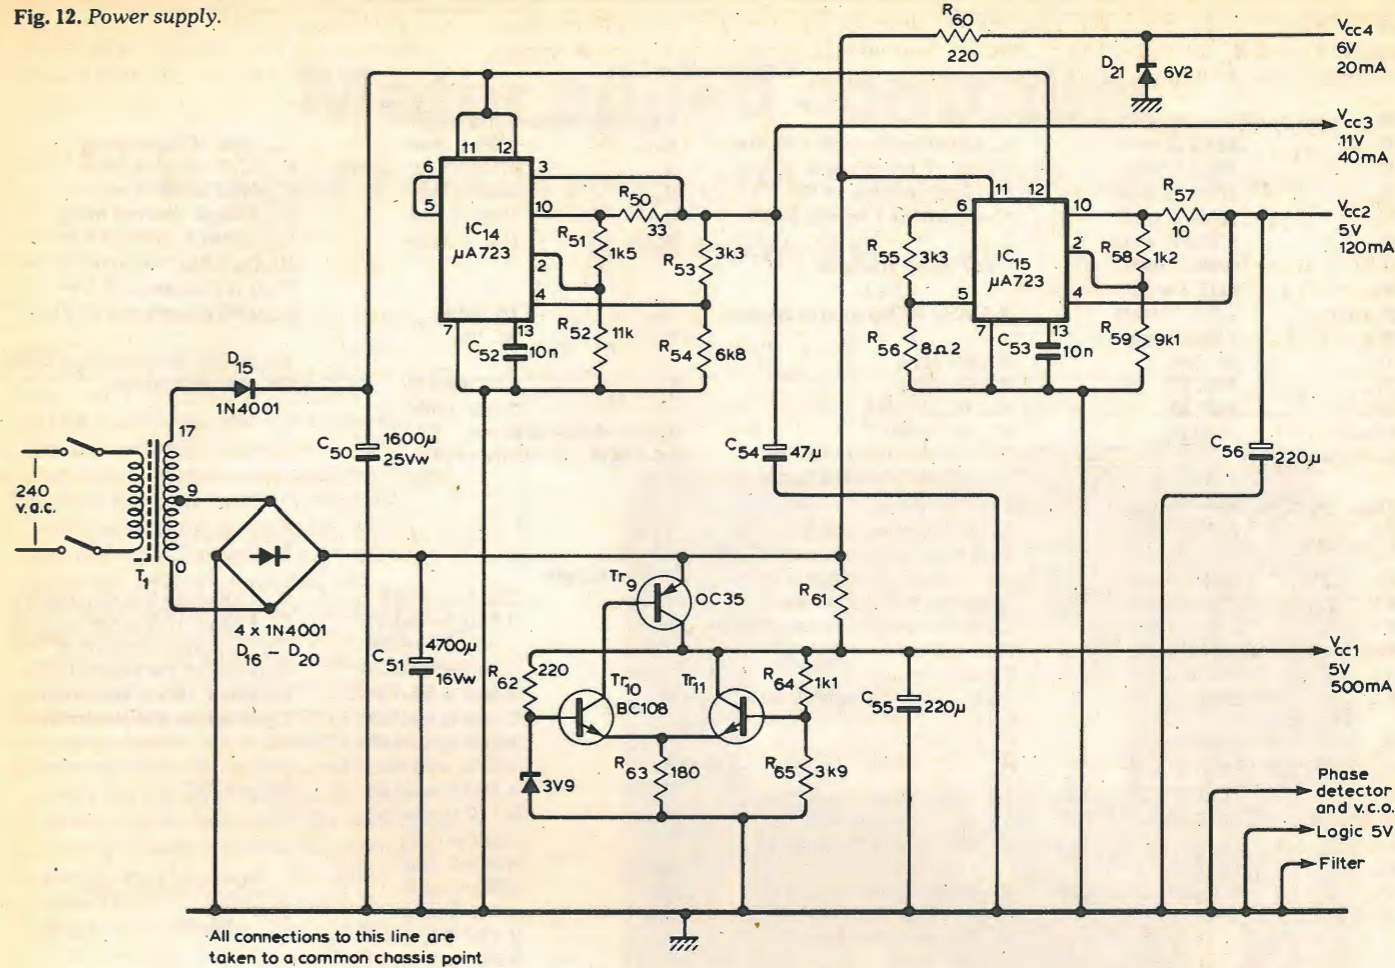 Fig. 12. Power supply.
R60
220
D21
6V2
Vcc4
6V
20mA
Vcc3
11V
40mA
11
12
6
3
5
10
IC14
µA723
2
4
7
13
R50
33
R51
1k5
R53
3k3
R52
11k
R54
6k8
C52
10n
11
12
6
10
IC15
µA723
2
5
4
7
13
R55
3k3
R56
8Ω2
C53
10n
R57
10
R58
1k2
R59
9k1
Vcc2
5V
120mA
D15
1N4001
17
9
0
240
v.a.c.
T1
C50
1600µ
25Vw
C54
47µ
C56
220µ
4 x 1N4001
D16 – D20
C51
4700µ
16Vw
Tr9
OC35
R61
Vcc1
5V
500mA
R62
220
Tr10
BC108
Tr11
R64
1k1
C55
220µ
3V9
R63
180
R65
3k9
Phase
detector
and v.c.o.
Logic 5V
Filter
All connections to this line are
taken to a common chassis point